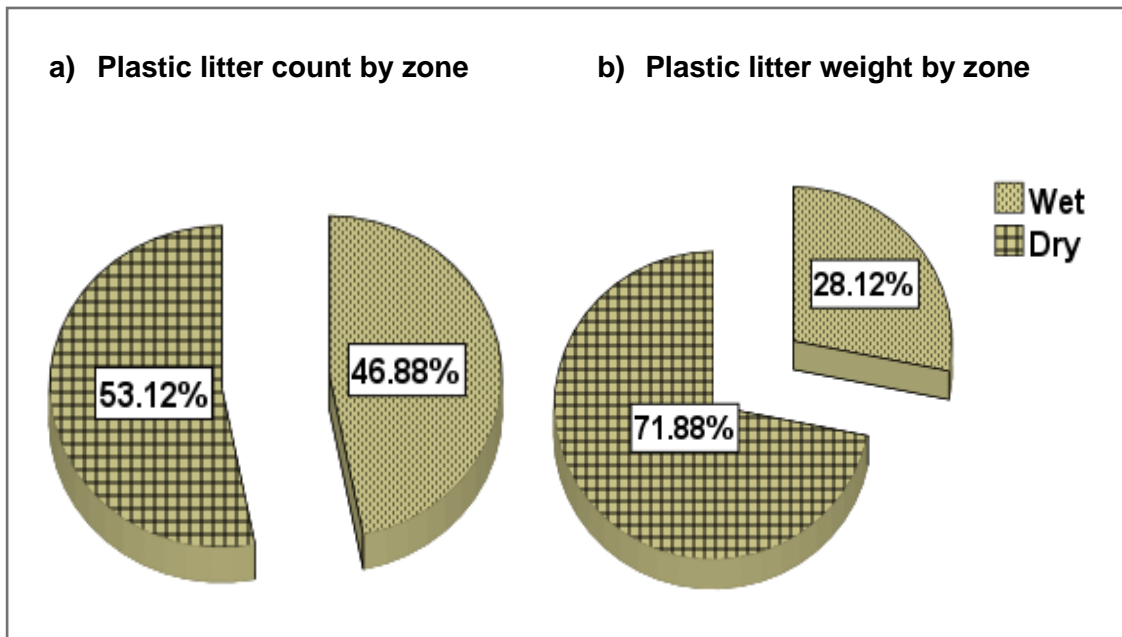 a) Plastic litter count by zone
b) Plastic litter weight by zone
Wet
Dry
53.12%
46.88%
28.12%
71.88%